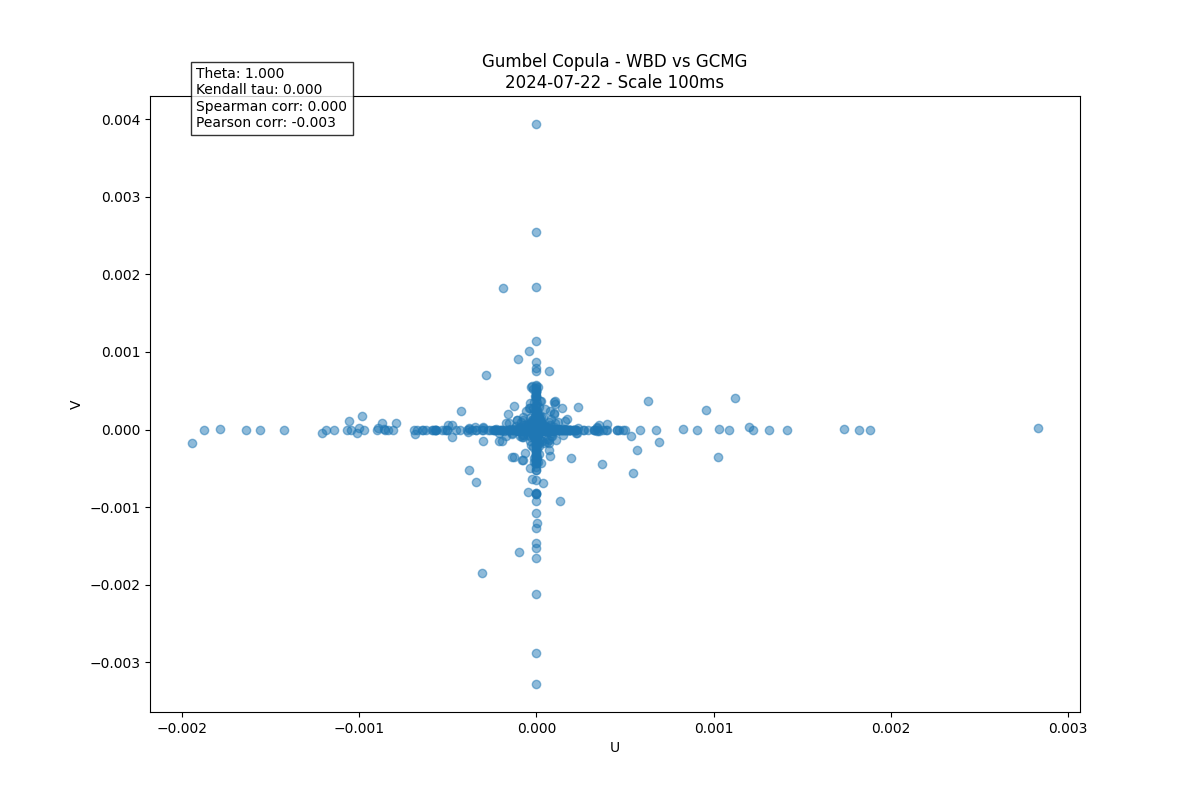 Gumbel Copula - WBD vs GCMG
2024-07-22 - Scale 100ms
Theta: 1.000
Kendall tau: 0.000
Spearman corr: 0.000
Pearson corr: -0.003
0.004
0.003
0.002
0.001
0.000
−0.001
−0.002
−0.003
V
−0.002
−0.001
0.000
0.001
0.002
0.003
U